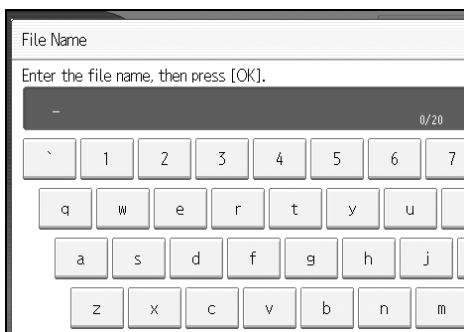 File Name
Enter the file name, then press [OK].
_
0/20
` 1 2 3 4 5 6 7
q w e r t y u
a s d f g h j
z x c v b n m